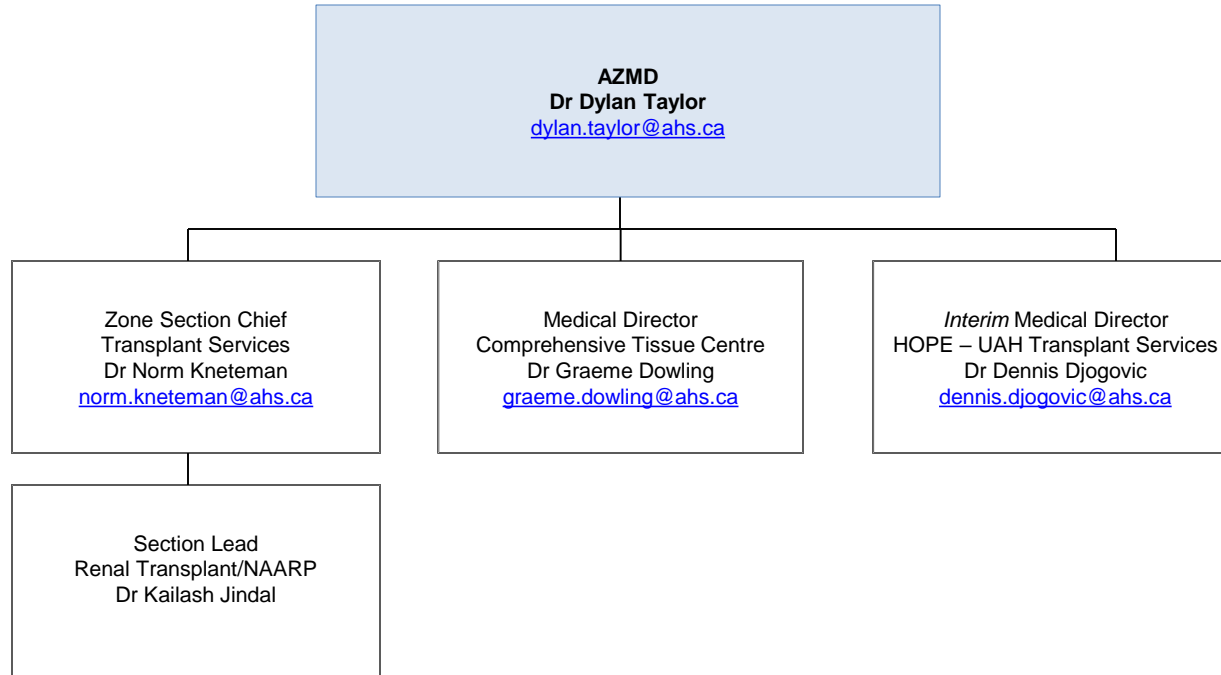 AZMD
Dr Dylan Taylor
dylan.taylor@ahs.ca
Zone Section Chief
Transplant Services
Dr Norm Kneteman
norm.kneteman@ahs.ca
Medical Director
Comprehensive Tissue Centre
Dr Graeme Dowling
graeme.dowling@ahs.ca
Interim Medical Director
HOPE – UAH Transplant Services
Dr Dennis Djogovic
dennis.djogovic@ahs.ca
Section Lead
Renal Transplant/NAARP
Dr Kailash Jindal